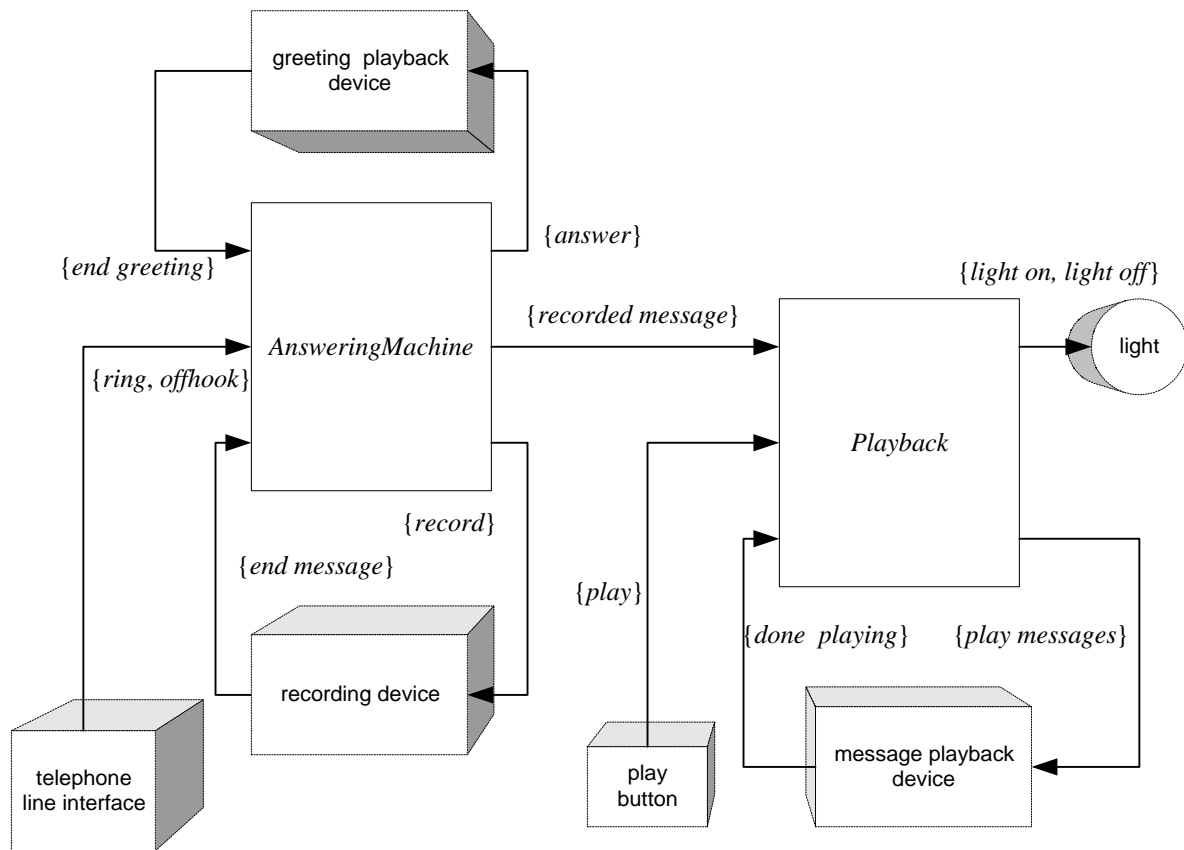 greeting playback
device
{answer}
{end greeting}
{light on, light off}
{recorded message}
AnsweringMachine
light
{ring, offhook}
Playback
{record}
{end message}
{play}
{done playing}
{play messages}
recording device
telephone
line interface
play
button
message playback
device